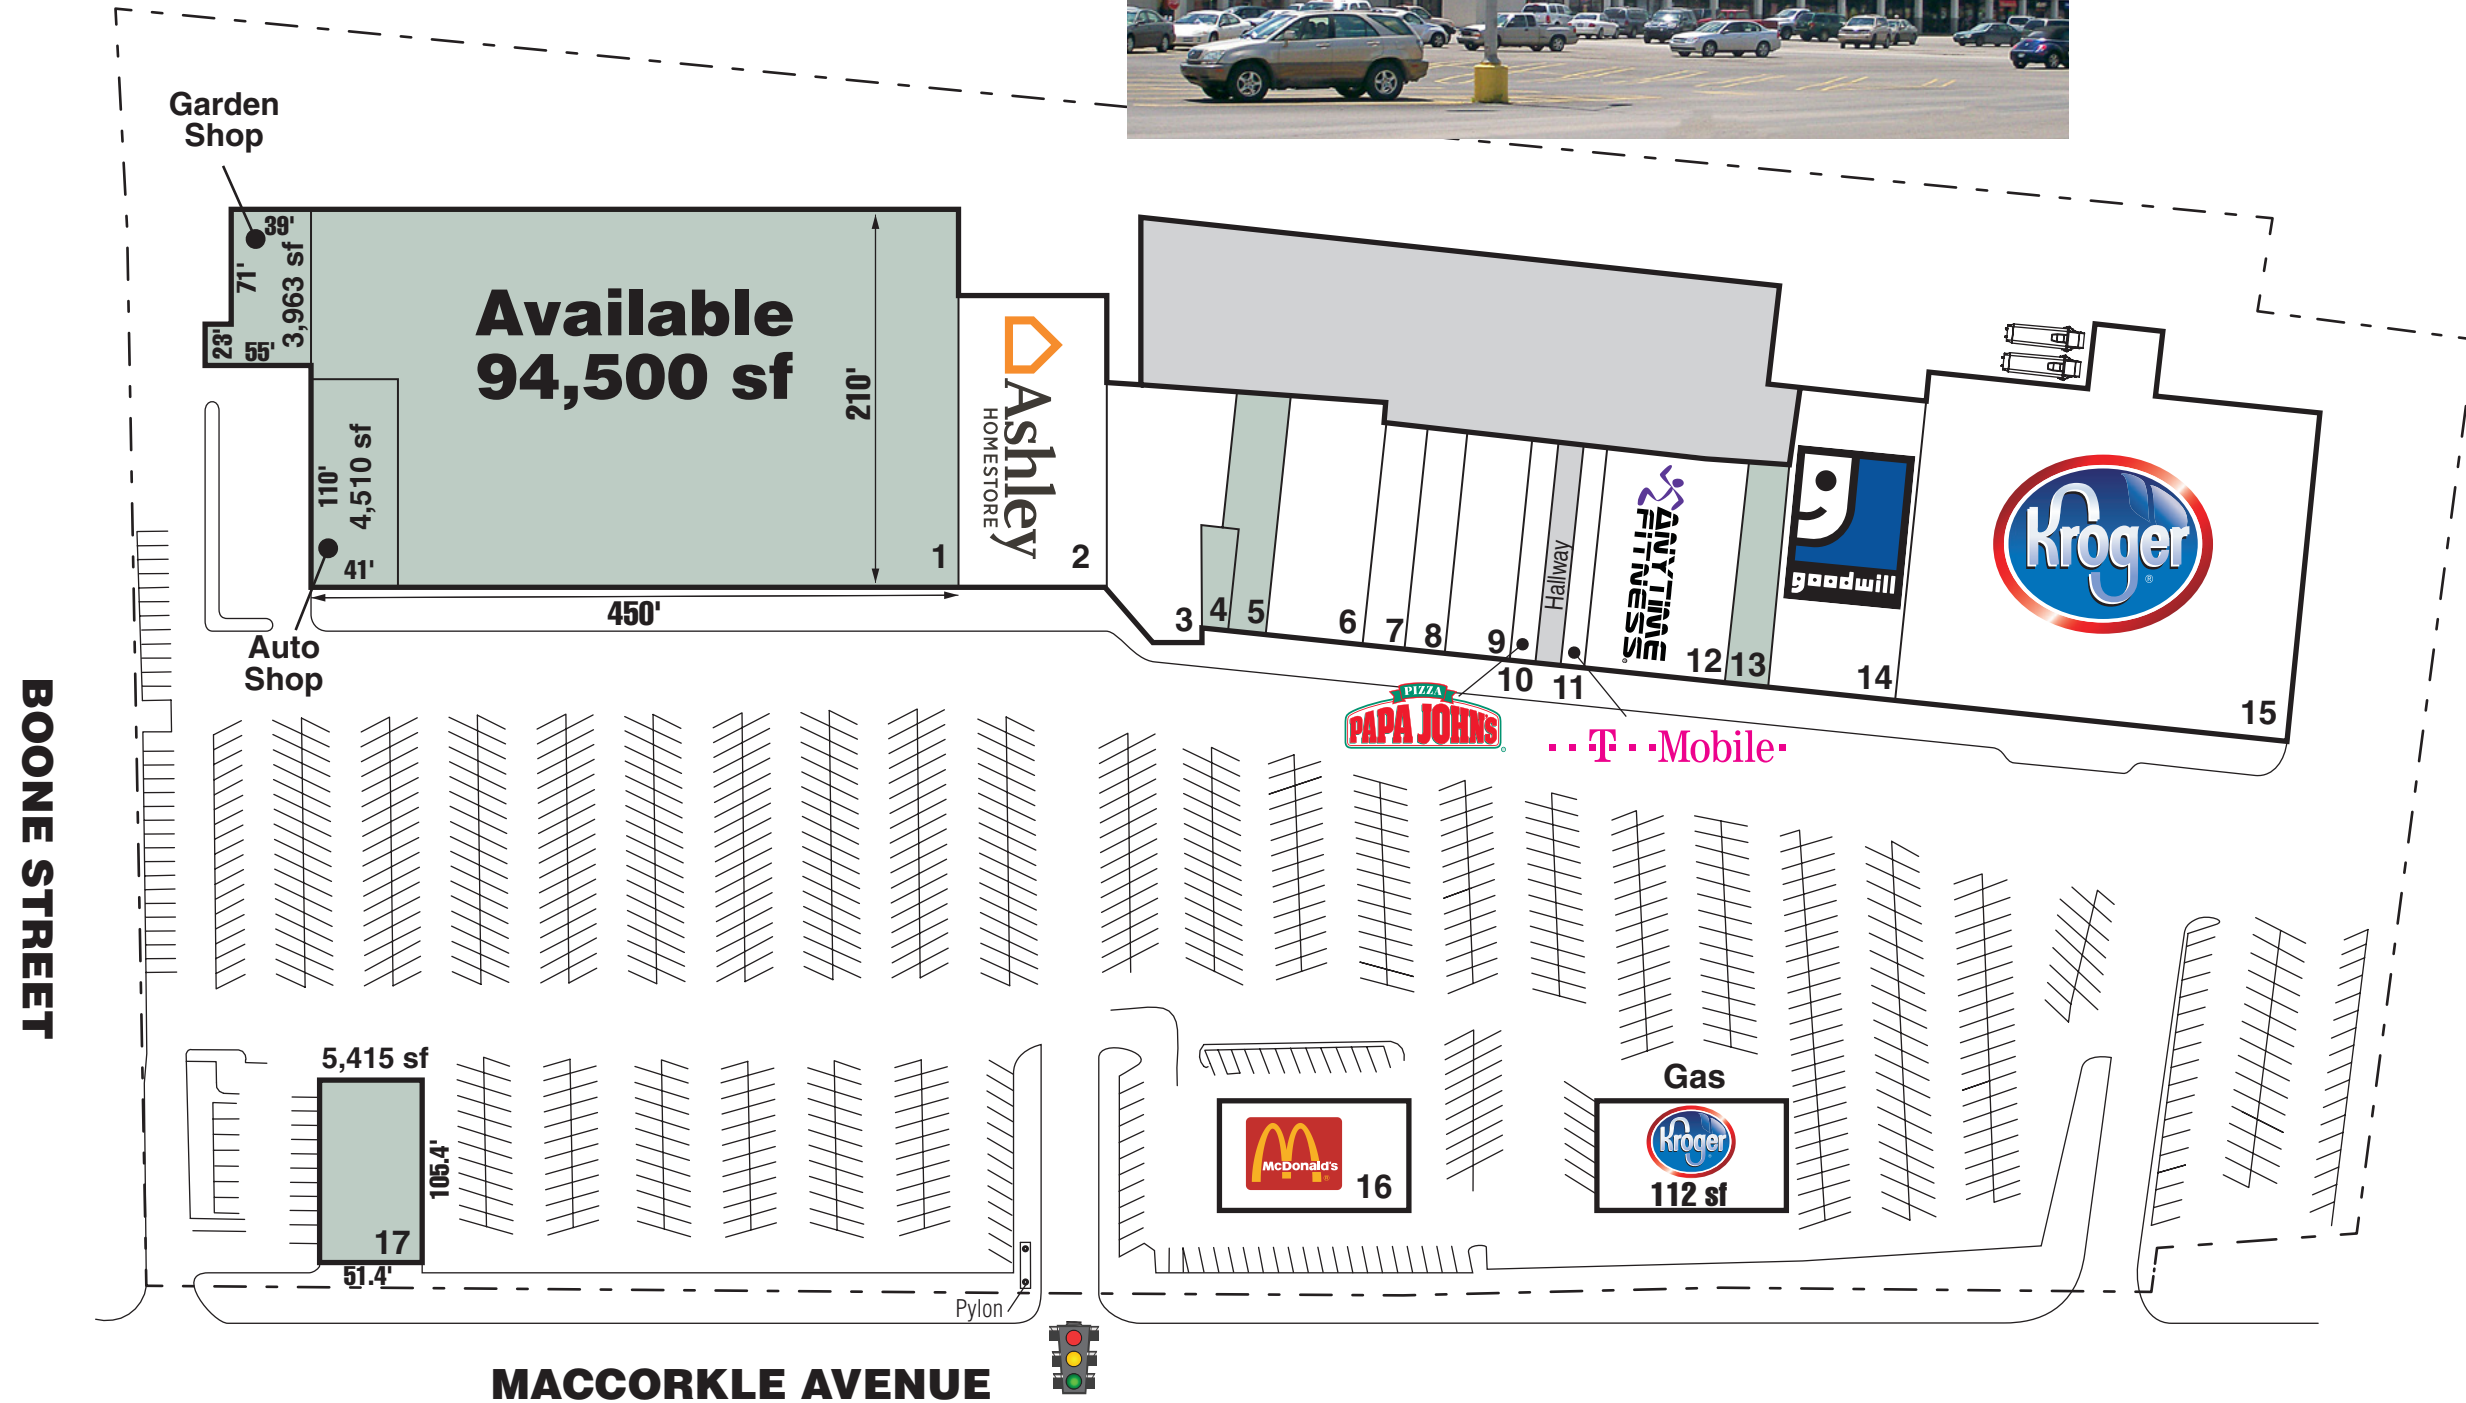 Garden
Shop
39'
71'
3,963 sf
23'
55'
Available
94,500 sf
210'
110'
4,510 sf
41'
1
450'
Auto
Shop
Ashley
HOMESTORE
2
3
4
5
6
7
8
9
10
Hallway
11
ANYTIME
FITNESS
12
13
goodwill
14
Kroger
15
PIZZA
PAPA JOHN'S
T Mobile
BOONE STREET
5,415 sf
105.4'
17
51.4'
McDonald's
16
Gas
Kroger
112 sf
Pylon
MACCORKLE AVENUE